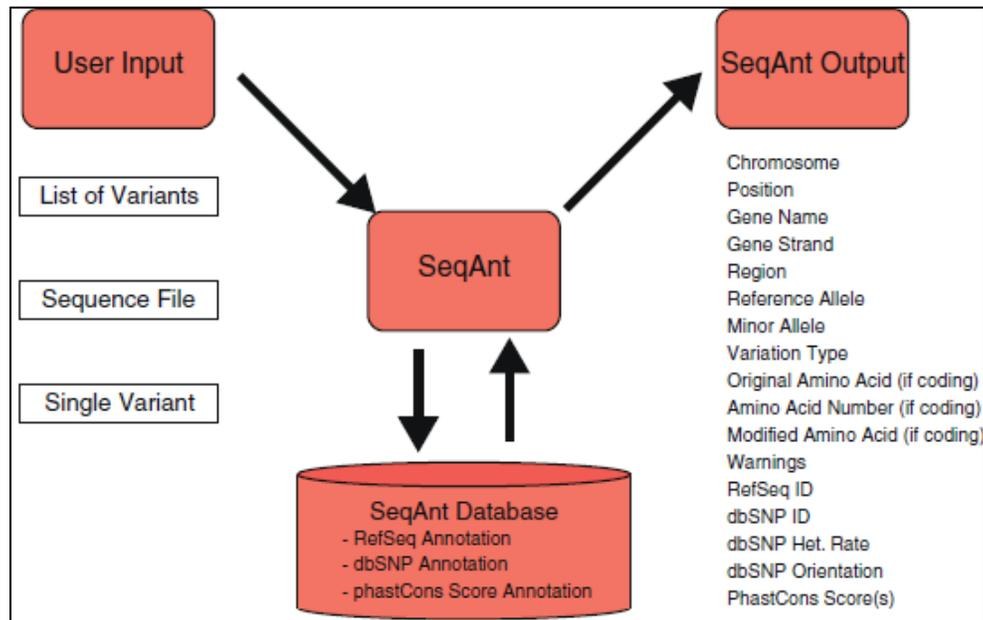 User Input
List of Variants
Sequence File
Single Variant
SeqAnt
SeqAnt Database
- RefSeq Annotation
- dbSNP Annotation
- phastCons Score Annotation
SeqAnt Output
Chromosome
Position
Gene Name
Gene Strand
Region
Reference Allele
Minor Allele
Variation Type
Original Amino Acid (if coding)
Amino Acid Number (if coding)
Modified Amino Acid (if coding)
Warnings
RefSeq ID
dbSNP ID
dbSNP Het. Rate
dbSNP Orientation
PhastCons Score(s)